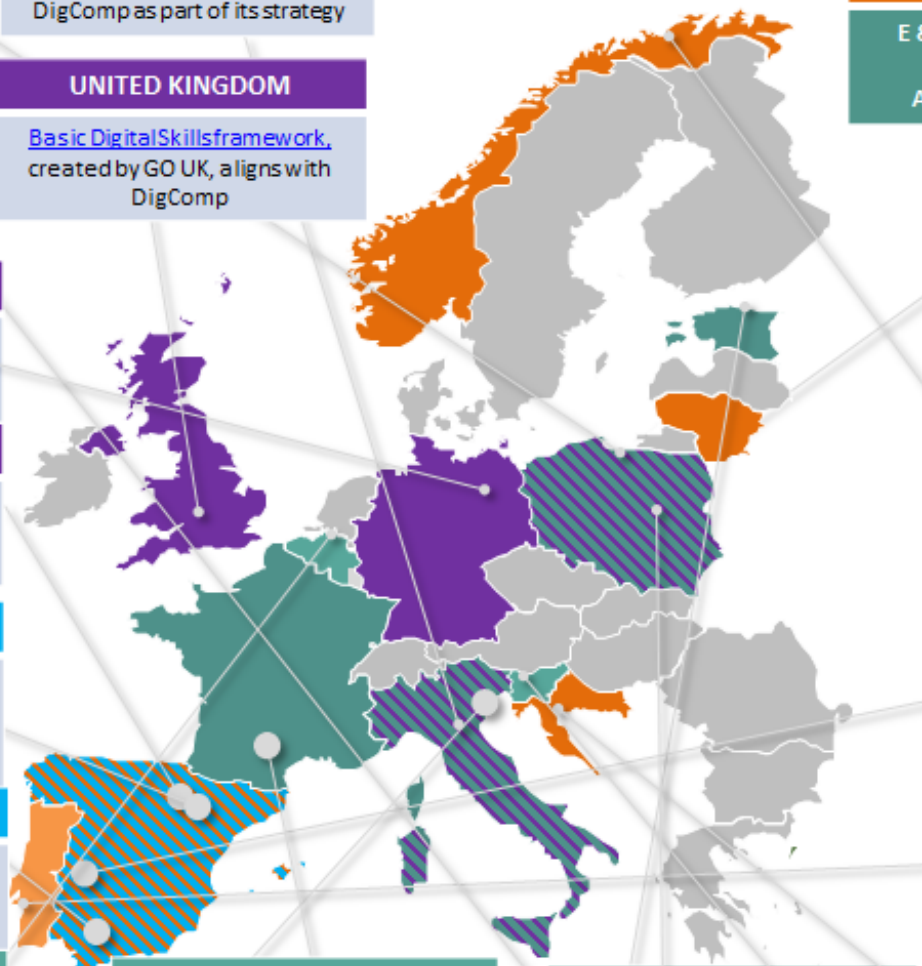 DigComp as part of its strategy
UNITED KINGDOM
Basic Digital Skills framework,
created by GO UK, aligns with
DigComp
E &
A